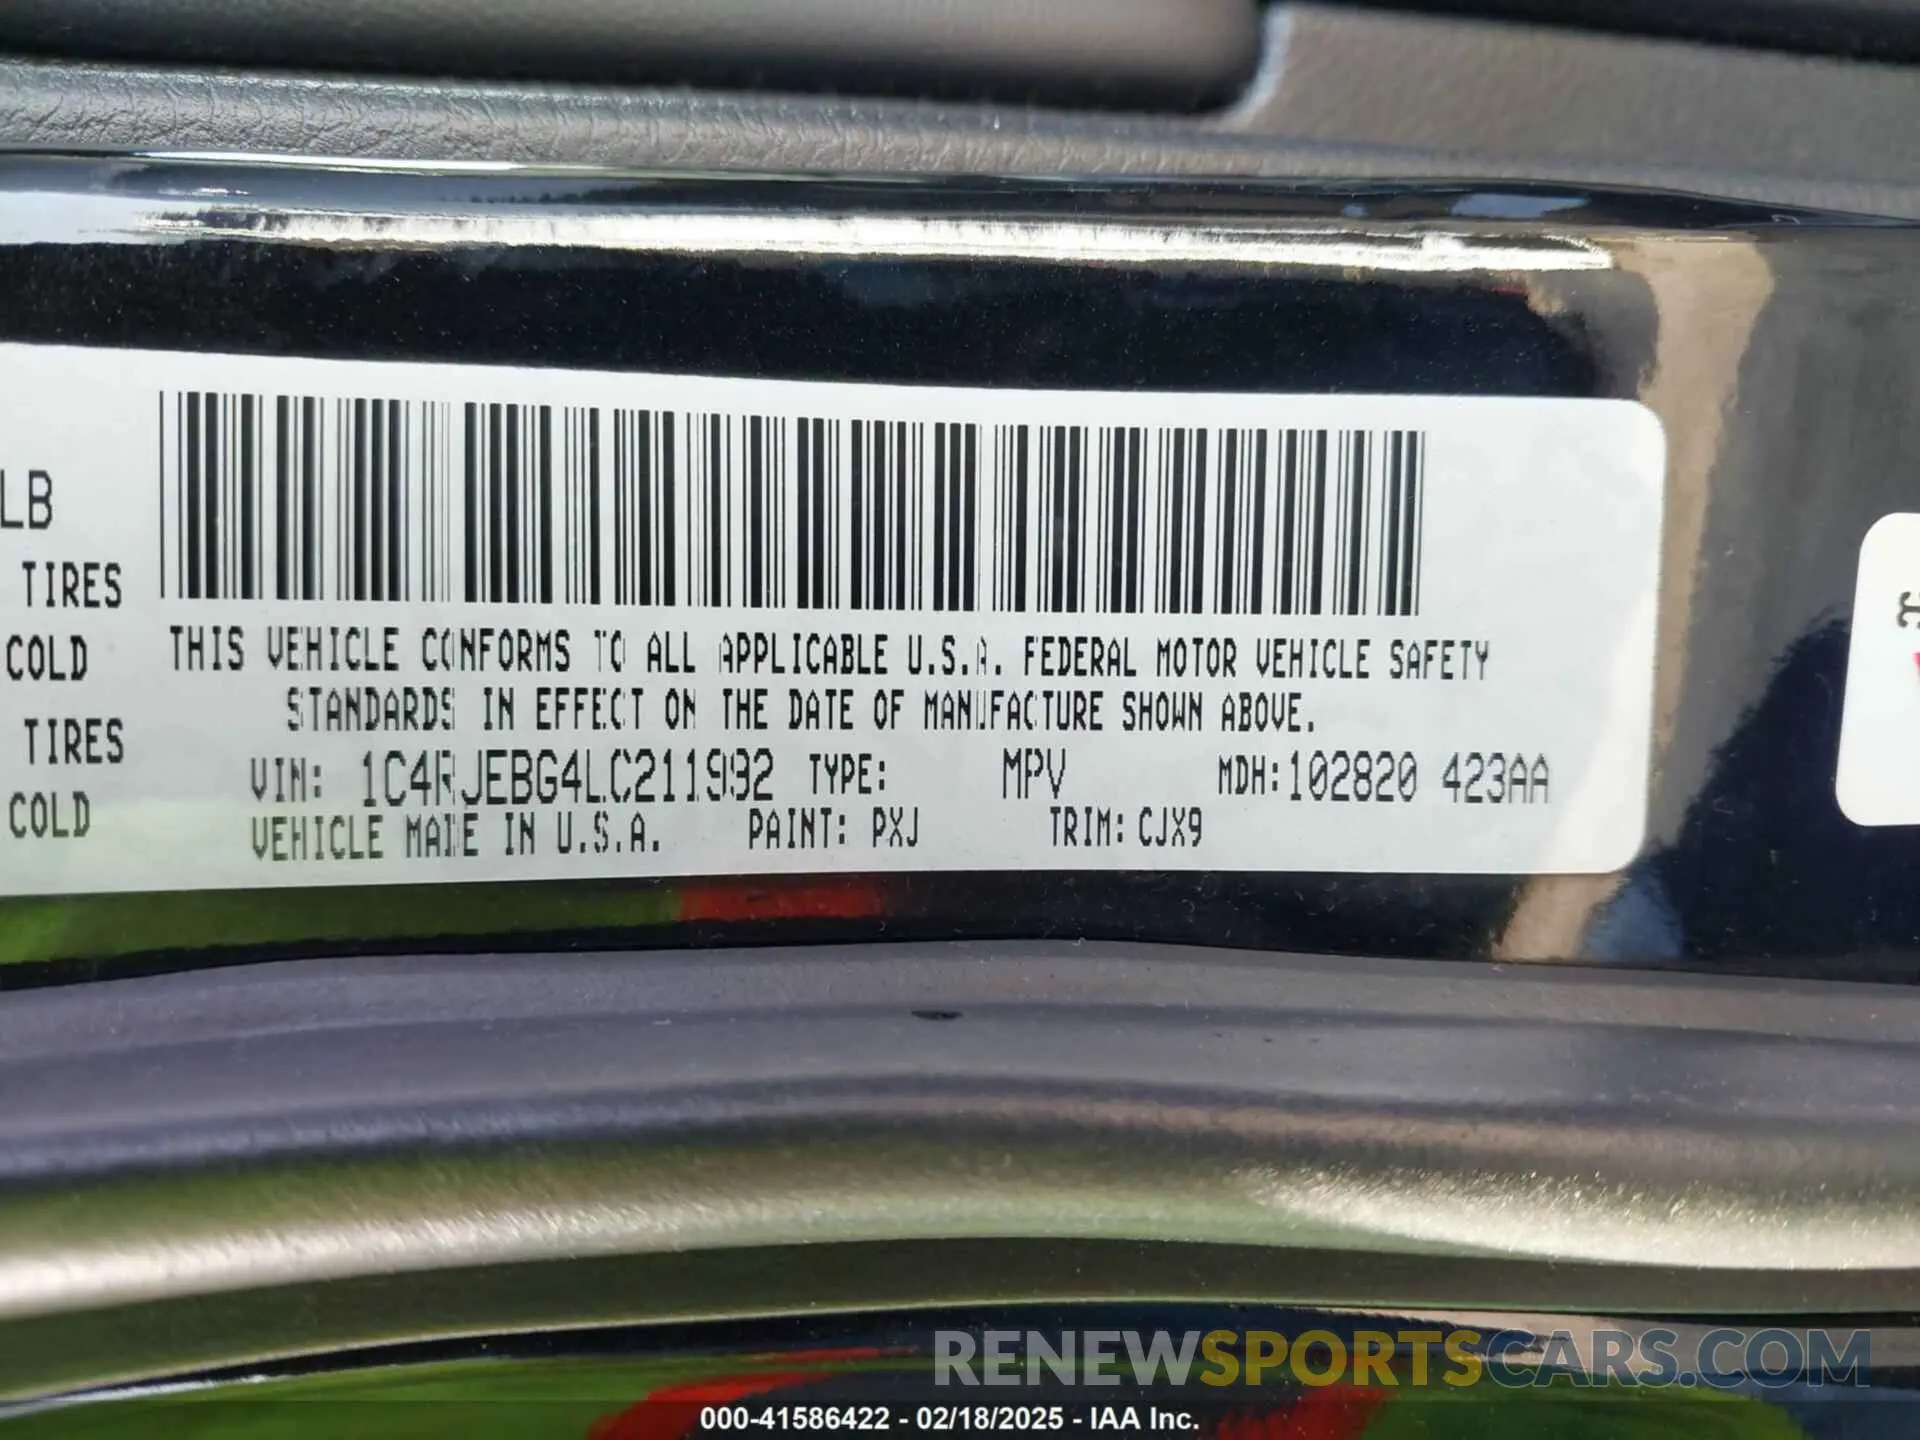 LB
TIRES
COLD
TIRES
COLD
THIS VEHICLE CONFORMS TO ALL APPLICABLE U.S.A. FEDERAL MOTOR VEHICLE SAFETY
STANDARDS IN EFFECT ON THE DATE OF MANUFACTURE SHOWN ABOVE.
VIN: 1C4RJEBG4LC211992 TYPE: MPV MDH:102820 423AA
VEHICLE MADE IN U.S.A. PAINT: PXJ TRIM: CJX9
RENEWSPORTSCARS.COM
000-41586422 - 02/18/2025 - IAA Inc.